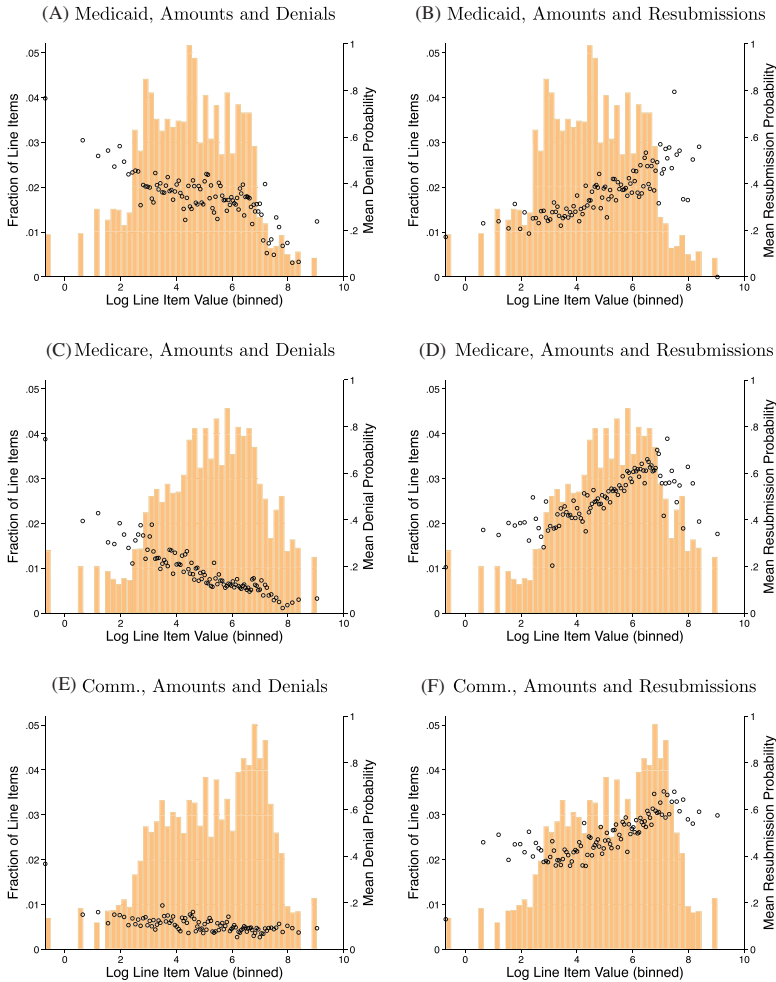 (A) Medicaid, Amounts and Denials
Fraction of Line Items
.05
.04
.03
.02
.01
0
1
.8
.6
.4
.2
0
Mean Denial Probability
0 2 4 6 8 10
Log Line Item Value (binned)
(B) Medicaid, Amounts and Resubmissions
Fraction of Line Items
.05
.04
.03
.02
.01
0
1
.8
.6
.4
.2
0
Mean Resubmission Probability
0 2 4 6 8 10
Log Line Item Value (binned)
(C) Medicare, Amounts and Denials
Fraction of Line Items
.05
.04
.03
.02
.01
0
1
.8
.6
.4
.2
0
Mean Denial Probability
0 2 4 6 8 10
Log Line Item Value (binned)
(D) Medicare, Amounts and Resubmissions
Fraction of Line Items
.05
.04
.03
.02
.01
0
1
.8
.6
.4
.2
0
Mean Resubmission Probability
0 2 4 6 8 10
Log Line Item Value (binned)
(E) Comm., Amounts and Denials
Fraction of Line Items
.05
.04
.03
.02
.01
0
1
.8
.6
.4
.2
0
Mean Denial Probability
0 2 4 6 8 10
Log Line Item Value (binned)
(F) Comm., Amounts and Resubmissions
Fraction of Line Items
.05
.04
.03
.02
.01
0
1
.8
.6
.4
.2
0
Mean Resubmission Probability
0 2 4 6 8 10
Log Line Item Value (binned)